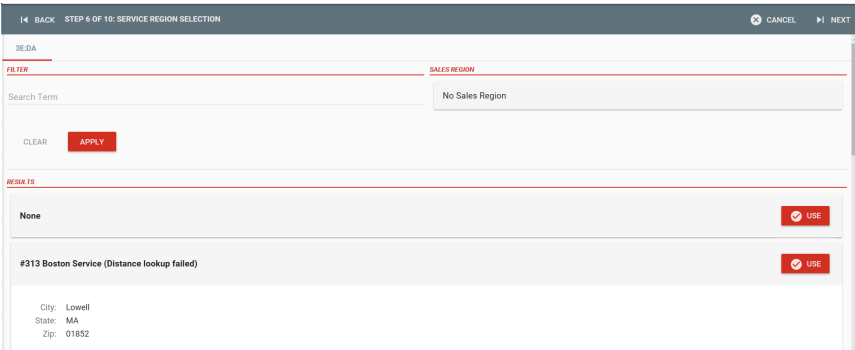 BACK STEP 6 OF 10: SERVICE REGION SELECTION CANCEL NEXT
3E:DA
FILTER
SALES REGION
Search Term
No Sales Region
CLEAR APPLY
RESULTS
None USE
#313 Boston Service (Distance lookup failed) USE
City: Lowell
State: MA
Zip: 01852